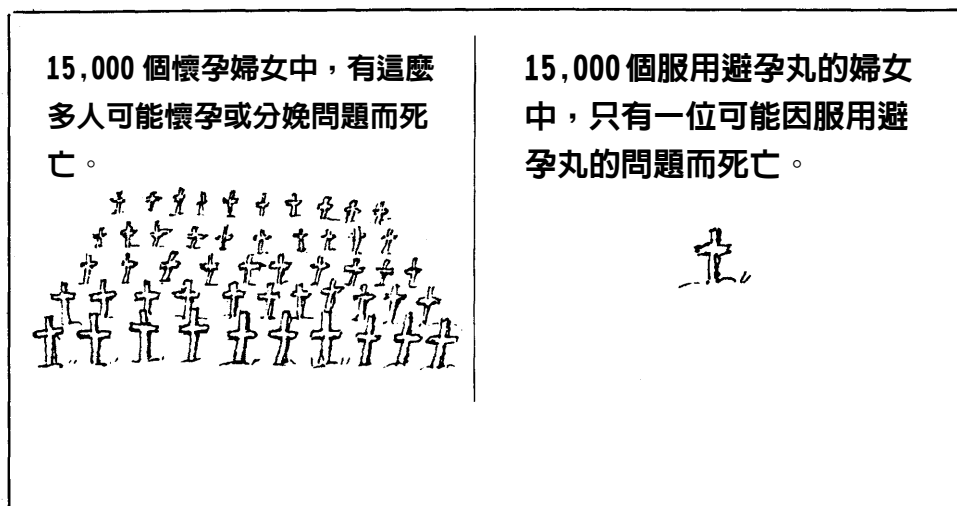 15,000 個懷孕婦女中，有這麼
多人可能懷孕或分娩問題而死
亡。
15,000 個服用避孕丸的婦女
中，只有一位可能因服用避
孕丸的問題而死亡。